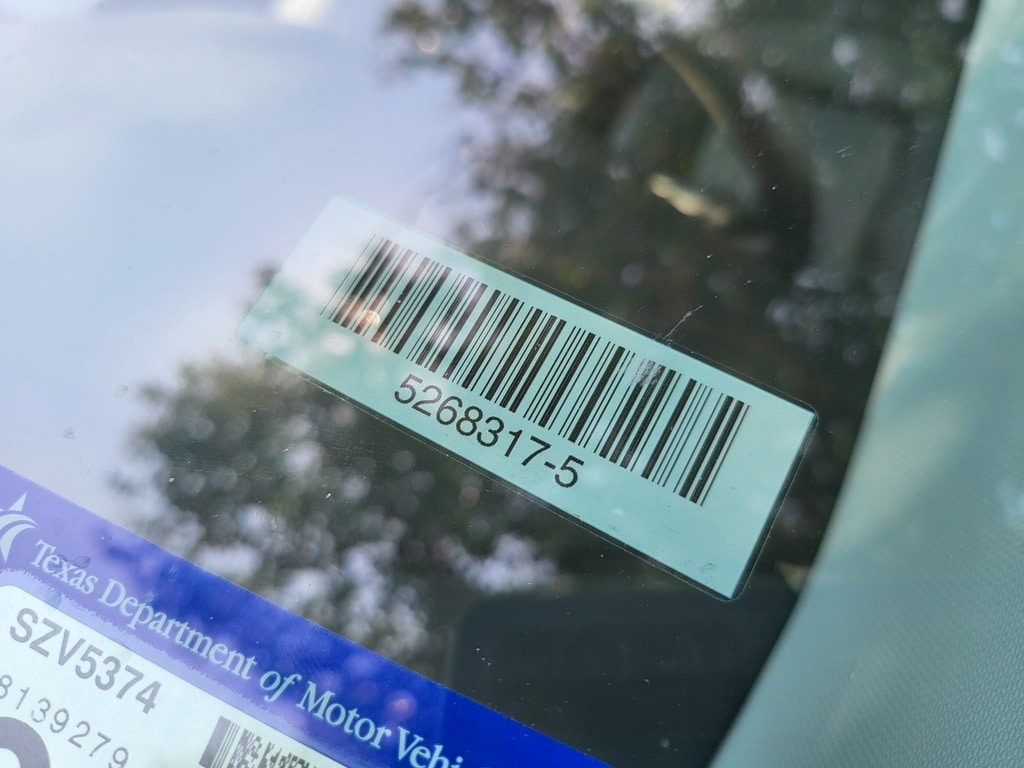 5268317-5
Texas Department of Motor Vehi
SZV5374
8139279